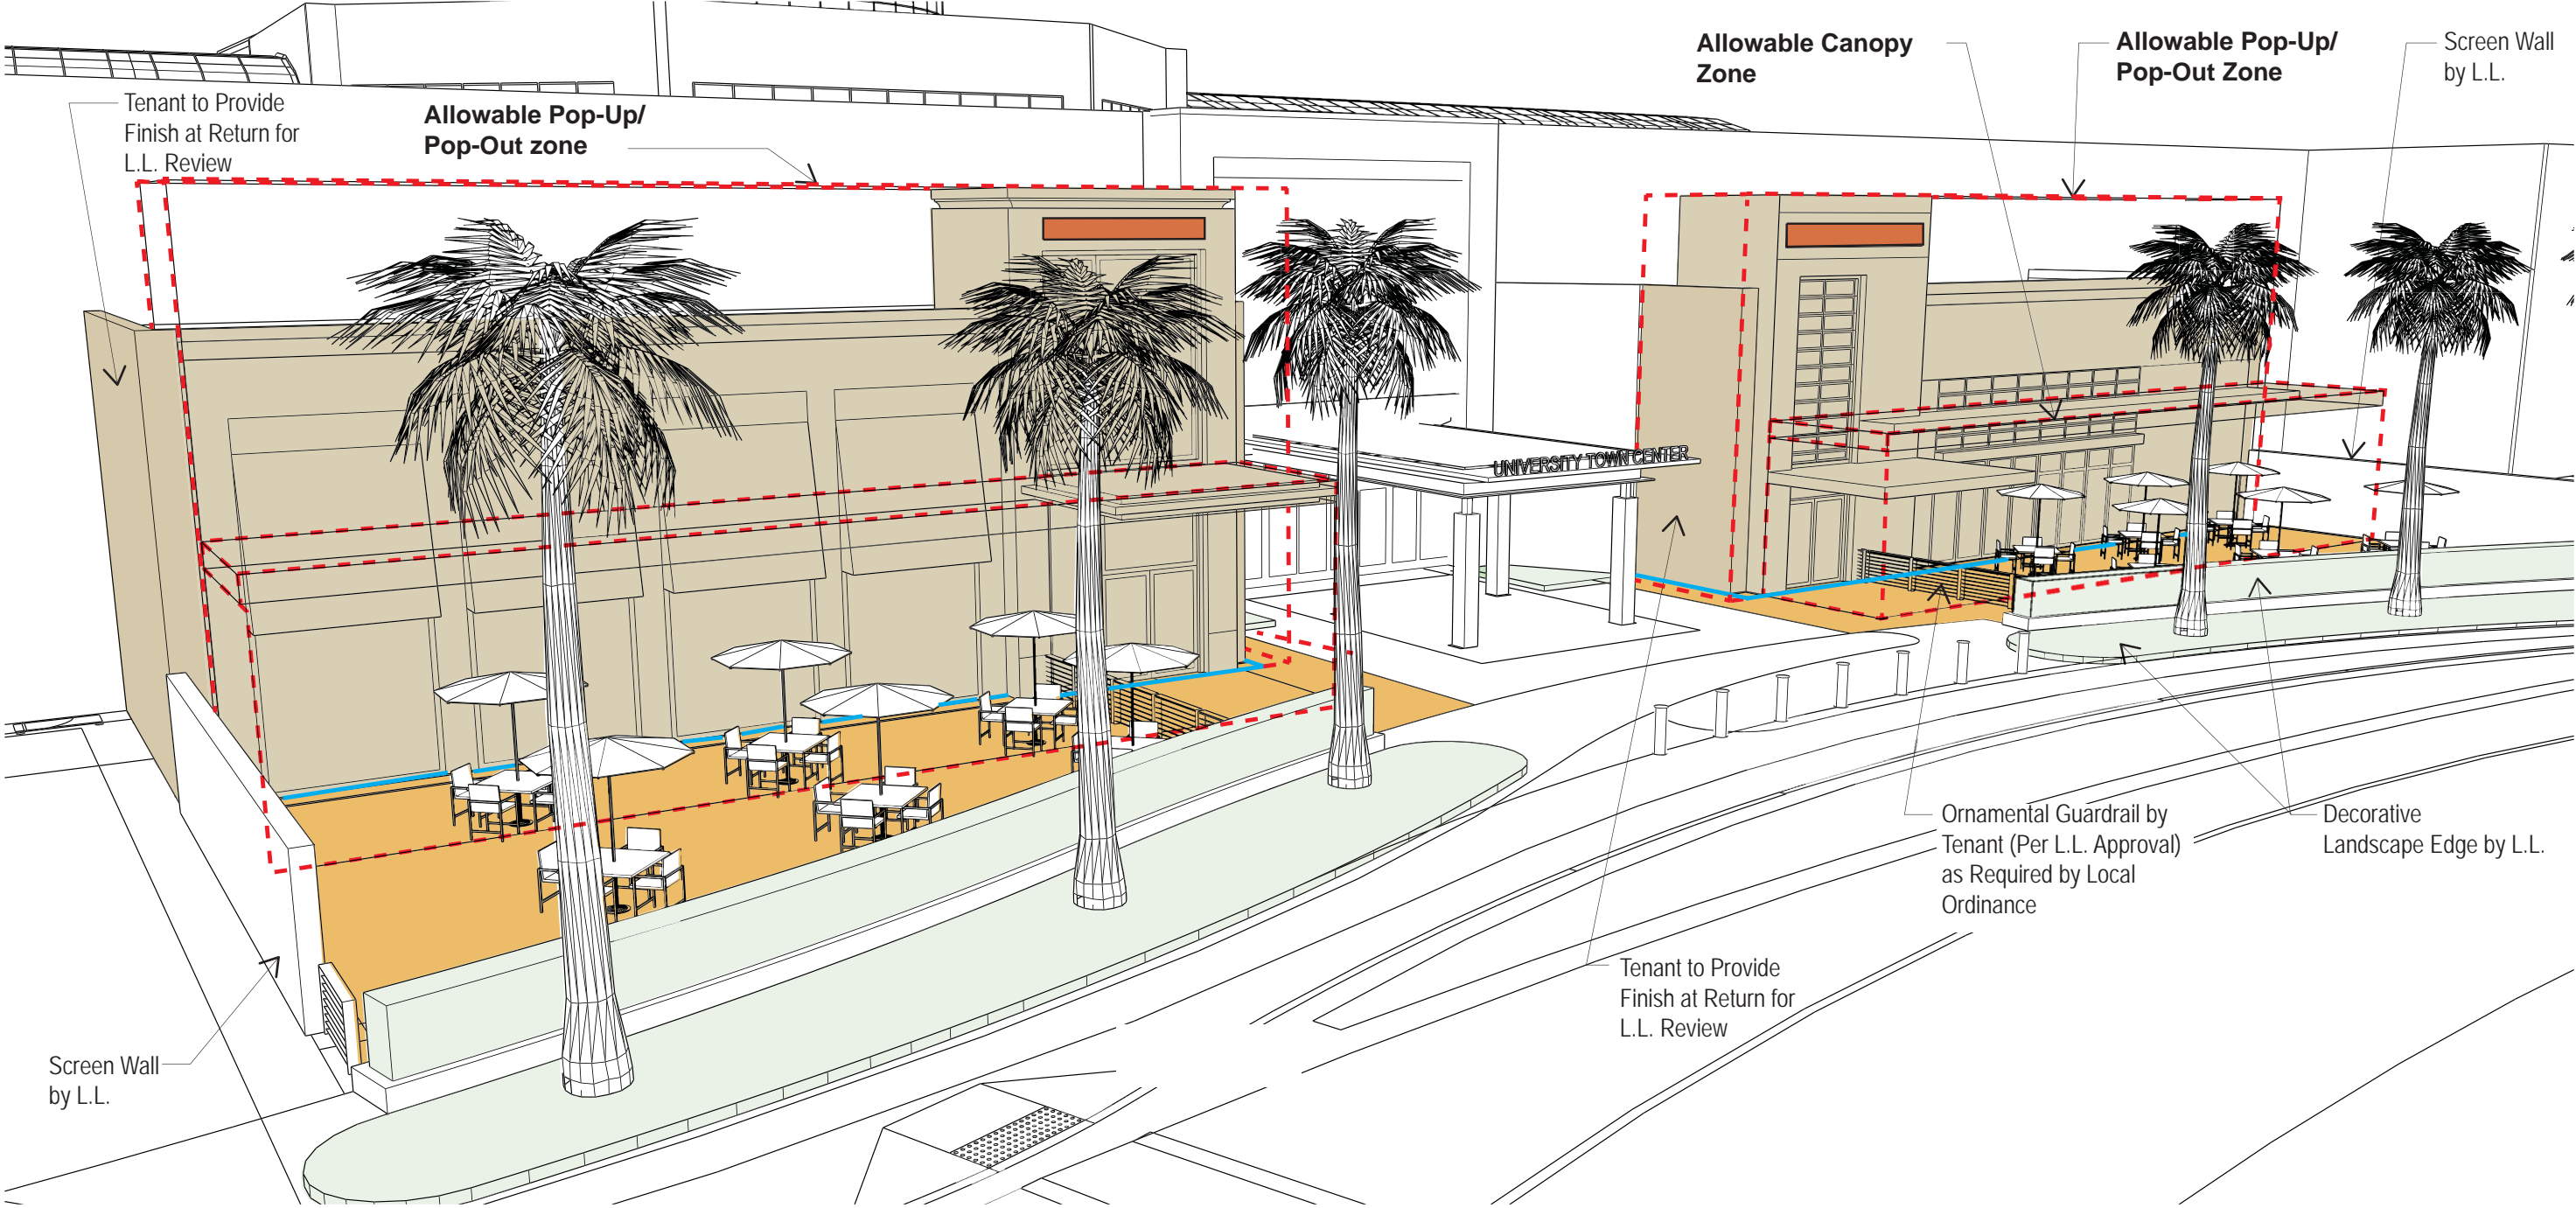 Allowable Canopy
Zone
Allowable Pop-Up/
Pop-Out Zone
Screen Wall
by L.L.
Tenant to Provide
Finish at Return for
L.L. Review
Allowable Pop-Up/
Pop-Out zone
UNIVERSITY TOWN CENTER
Ornamental Guardrail by
Tenant (Per L.L. Approval)
as Required by Local
Ordinance
Decorative
Landscape Edge by L.L.
Tenant to Provide
Finish at Return for
L.L. Review
Screen Wall
by L.L.